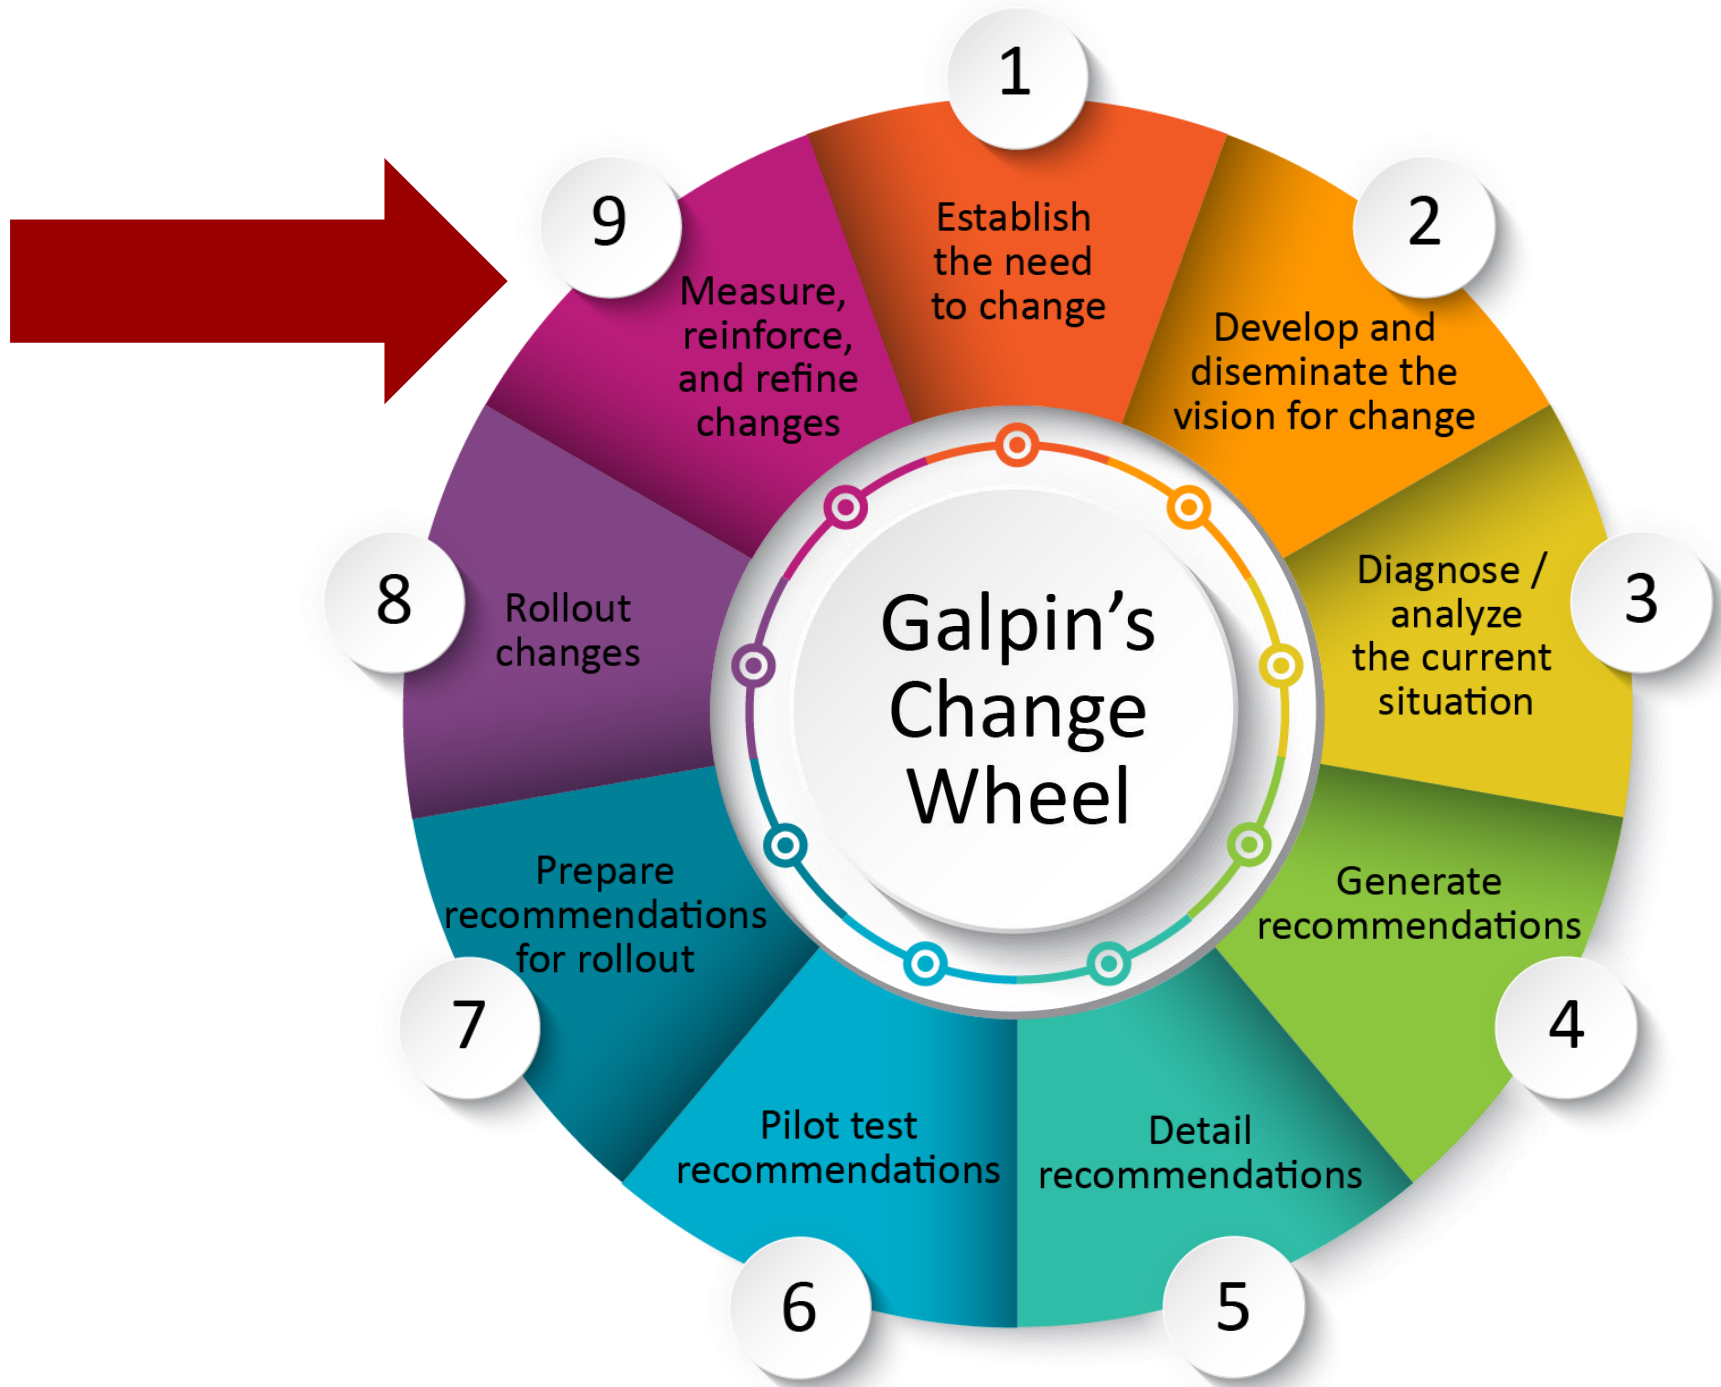 1
Establish
the need
to change
2
Develop and
diseminate the
vision for change
3
Diagnose /
analyze
the current
situation
4
Generate
recommendations
5
Detail
recommendations
6
Pilot test
recommendations
7
Prepare
recommendations
for rollout
8
Rollout
changes
9
Measure,
reinforce,
and refine
changes
Galpin’s
Change
Wheel